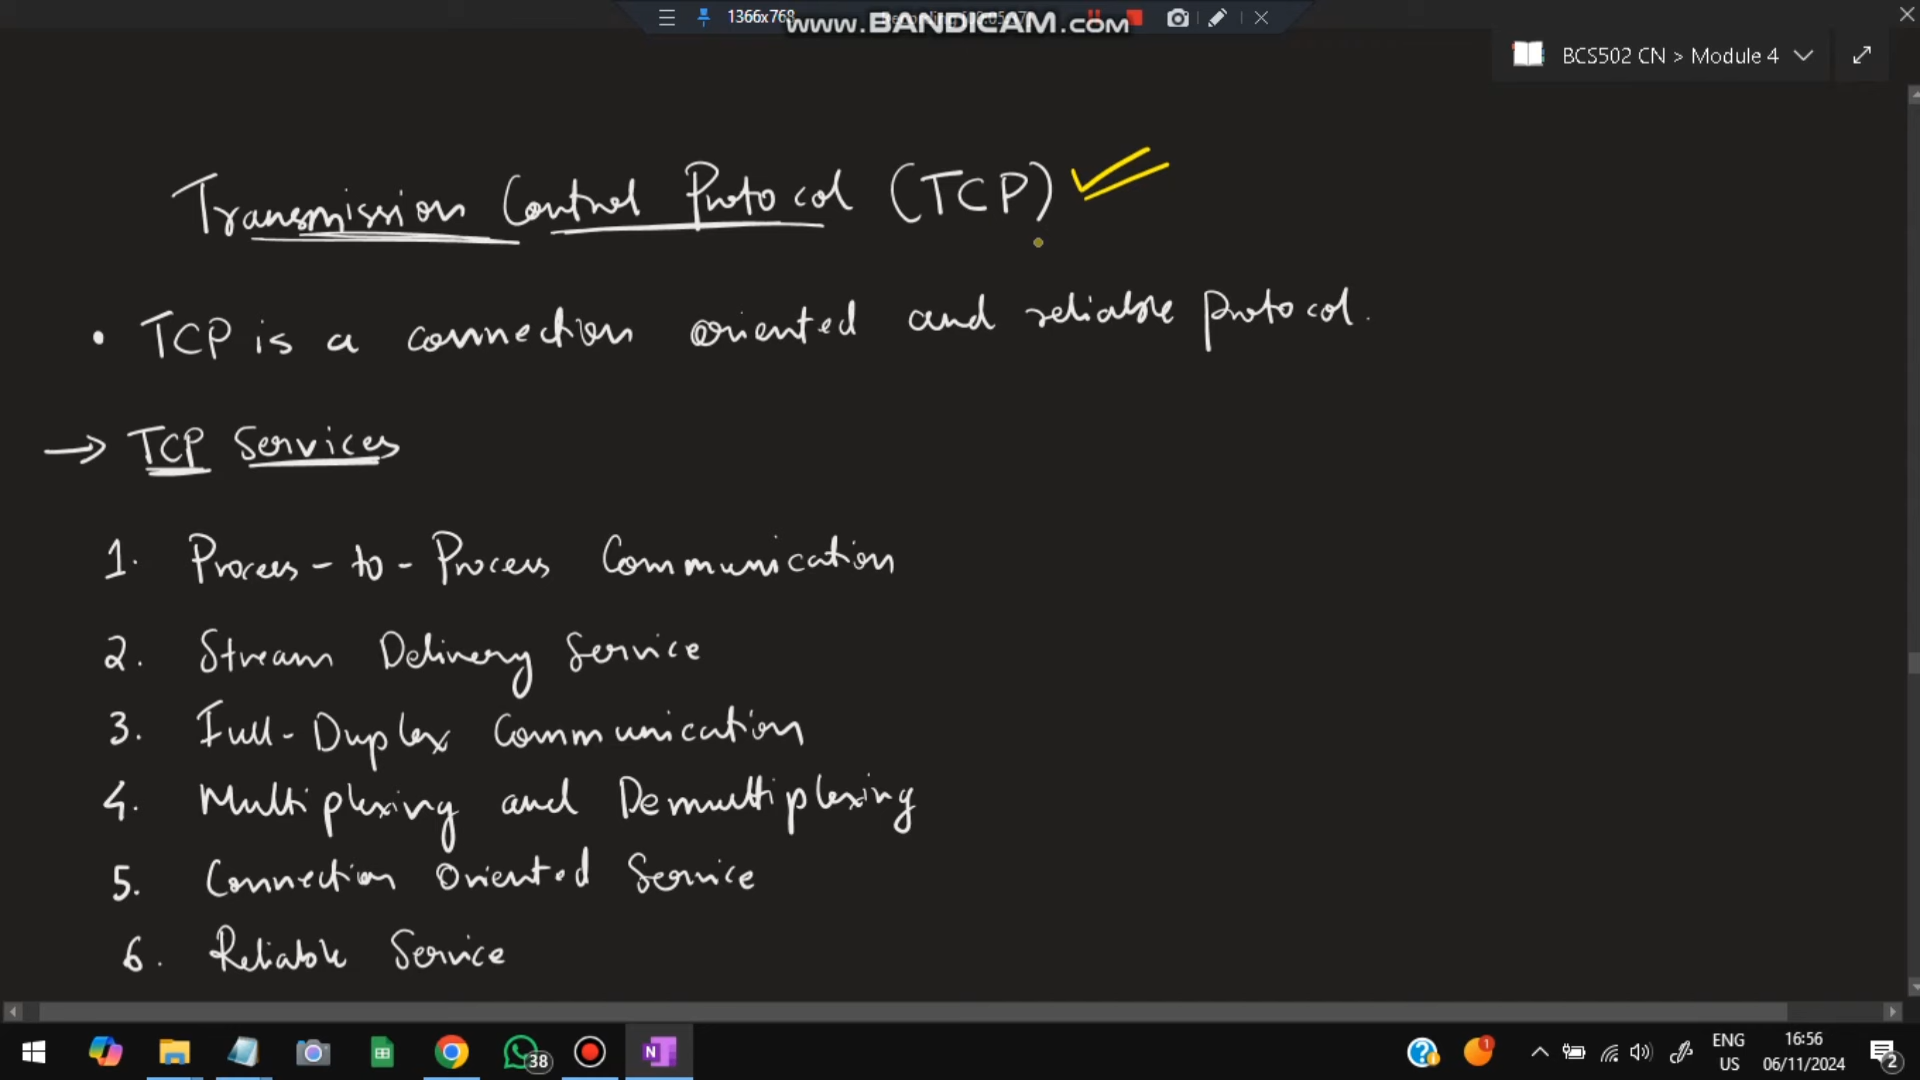 1366x768
www.BANDICAM.com
BCS502 CN > Module 4
Transmission Control Protocol (TCP)
• TCP is a connection oriented and reliable protocol.
→ TCP Services
1. Process-to-Process Communication
2. Stream Delivery Service
3. Full-Duplex Communication
4. Multiplexing and Demultiplexing
5. Connection Oriented Service
6. Reliable Service
38
N
1
ENG
US
16:56
06/11/2024
2